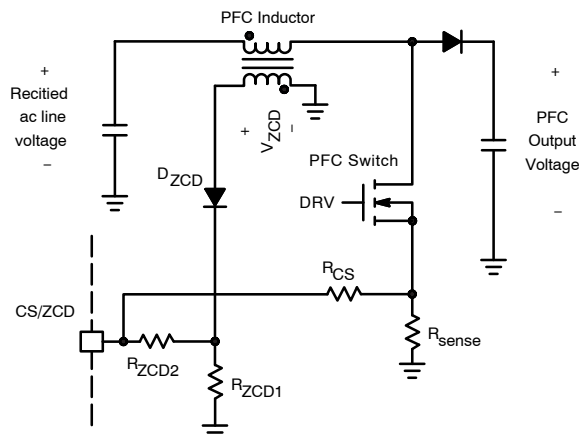 PFC Inductor
+
Recitied
ac line
voltage
–
+ VZCD –
PFC Switch
+
PFC
Output
Voltage
–
DZCD
DRV
RCS
CS/ZCD
Rsense
RZCD2
RZCD1